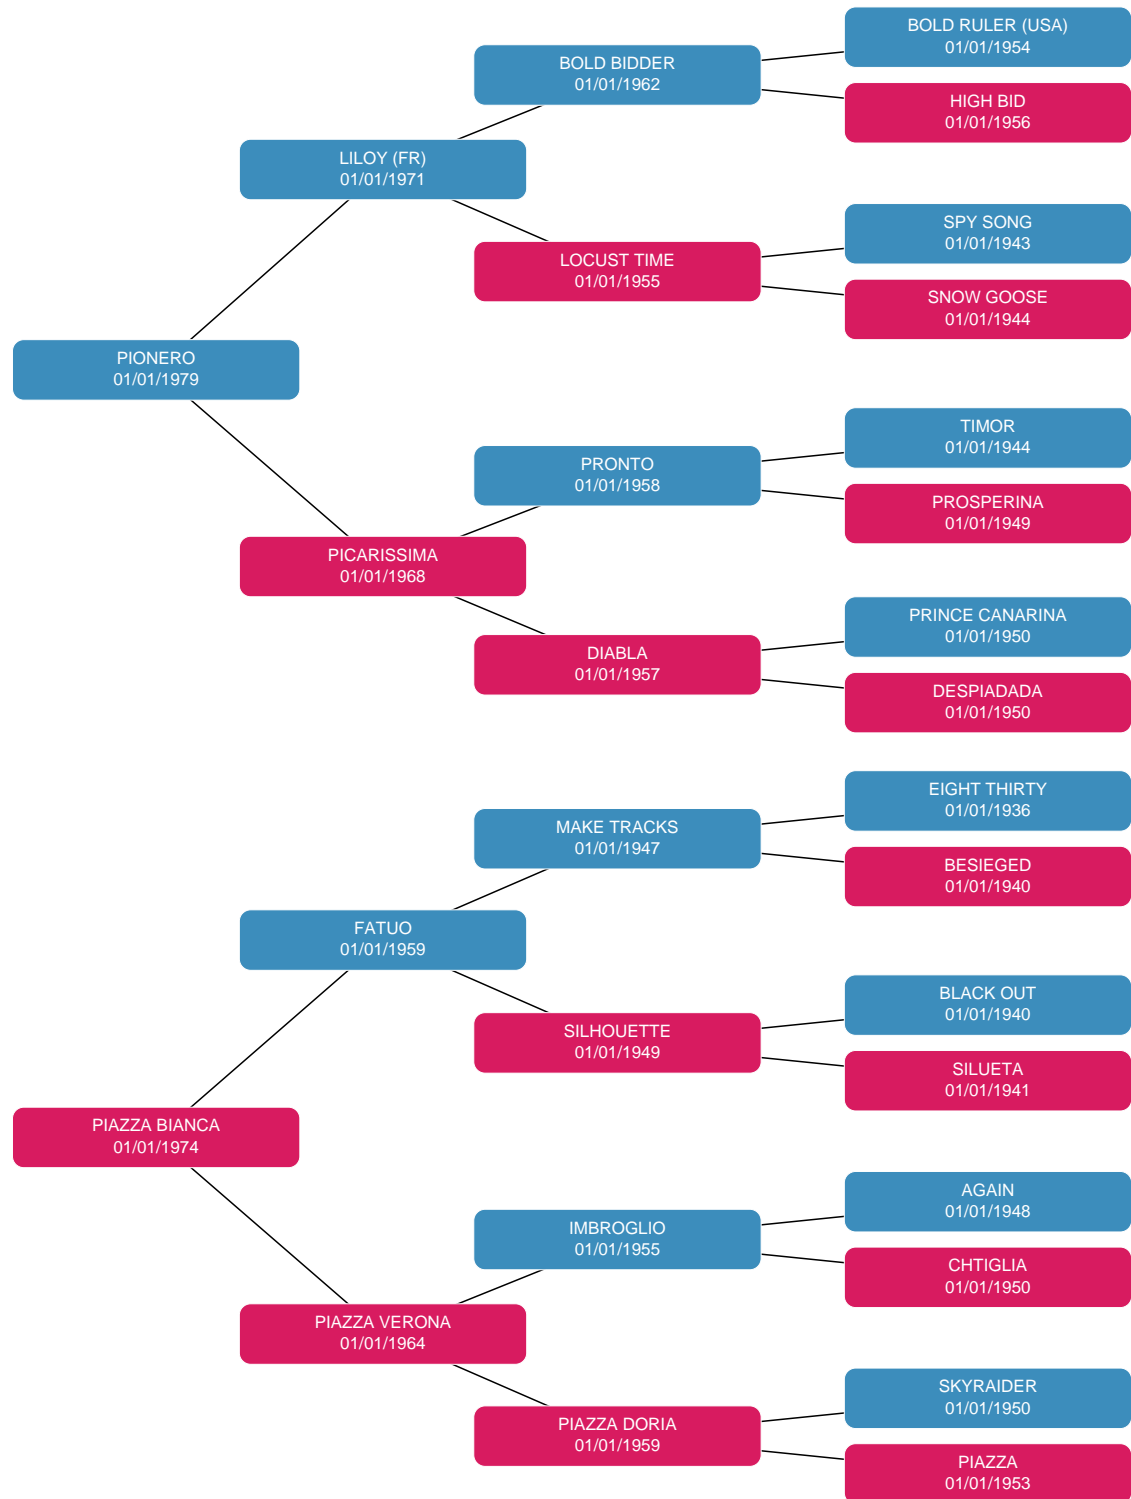 BOLD RULER (USA)
01/01/1954
BOLD BIDDER
01/01/1962
HIGH BID
01/01/1956
LILOY (FR)
01/01/1971
SPY SONG
01/01/1943
LOCUST TIME
01/01/1955
SNOW GOOSE
01/01/1944
PIONERO
01/01/1979
TIMOR
01/01/1944
PRONTO
01/01/1958
PROSPERINA
01/01/1949
PICARISSIMA
01/01/1968
PRINCE CANARINA
01/01/1950
DIABLA
01/01/1957
DESPIADADA
01/01/1950
EIGHT THIRTY
01/01/1936
MAKE TRACKS
01/01/1947
BESIEGED
01/01/1940
FATUO
01/01/1959
BLACK OUT
01/01/1940
SILHOUETTE
01/01/1949
SILUETA
01/01/1941
PIAZZA BIANCA
01/01/1974
AGAIN
01/01/1948
IMBROGLIO
01/01/1955
CHTIGLIA
01/01/1950
PIAZZA VERONA
01/01/1964
SKYRAIDER
01/01/1950
PIAZZA DORIA
01/01/1959
PIAZZA
01/01/1953